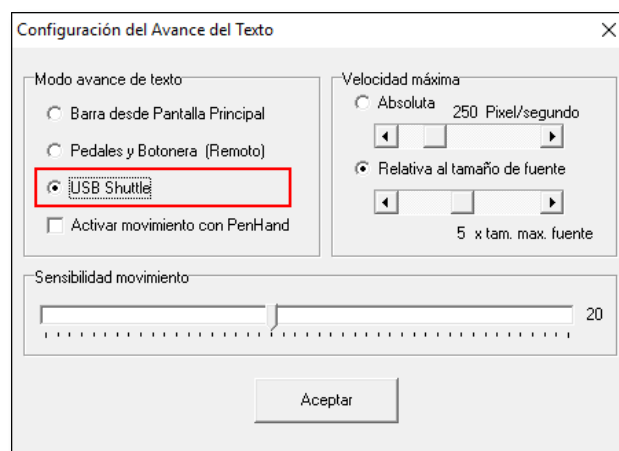 Configuración del Avance del Texto
Modo avance de texto
Barra desde Pantalla Principal
Pedales y Botonera (Remoto)
USB Shuttle
Activar movimiento con PenHand
Velocidad máxima
Absoluta
250 Pixel/segundo
Relativa al tamaño de fuente
5 x tam. max. fuente
Sensibilidad movimiento
20
Aceptar